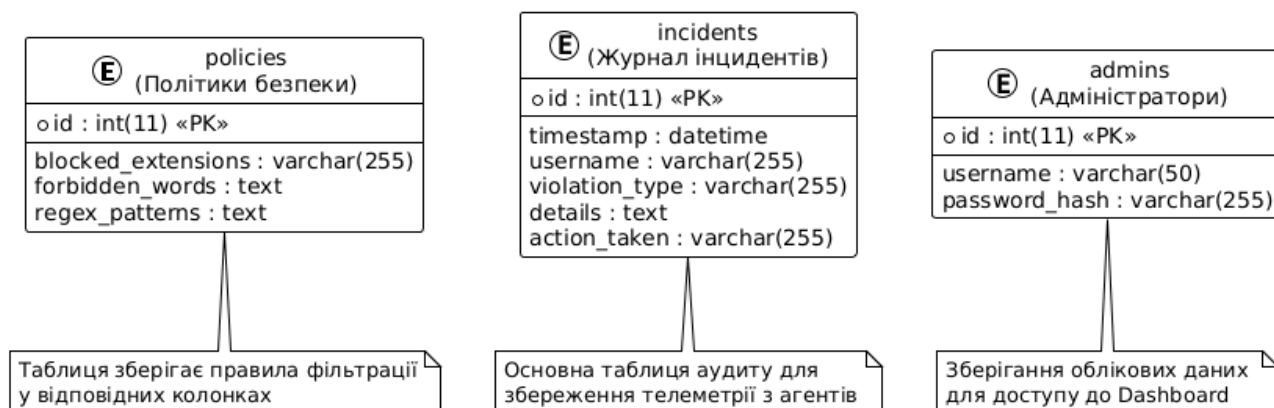 E
policies
(Політики безпеки)
id : int(11) «PK»
blocked_extensions : varchar(255)
forbidden_words : text
regex_patterns : text
Таблиця зберігає правила фільтрації
у відповідних колонках
E
incidents
(Журнал інцидентів)
id : int(11) «PK»
timestamp : datetime
username : varchar(255)
violation_type : varchar(255)
details : text
action_taken : varchar(255)
Основна таблиця аудиту для
збереження телеметрії з агентів
E
admins
(Адміністратори)
id : int(11) «PK»
username : varchar(50)
password_hash : varchar(255)
Зберігання облікових даних
для доступу до Dashboard